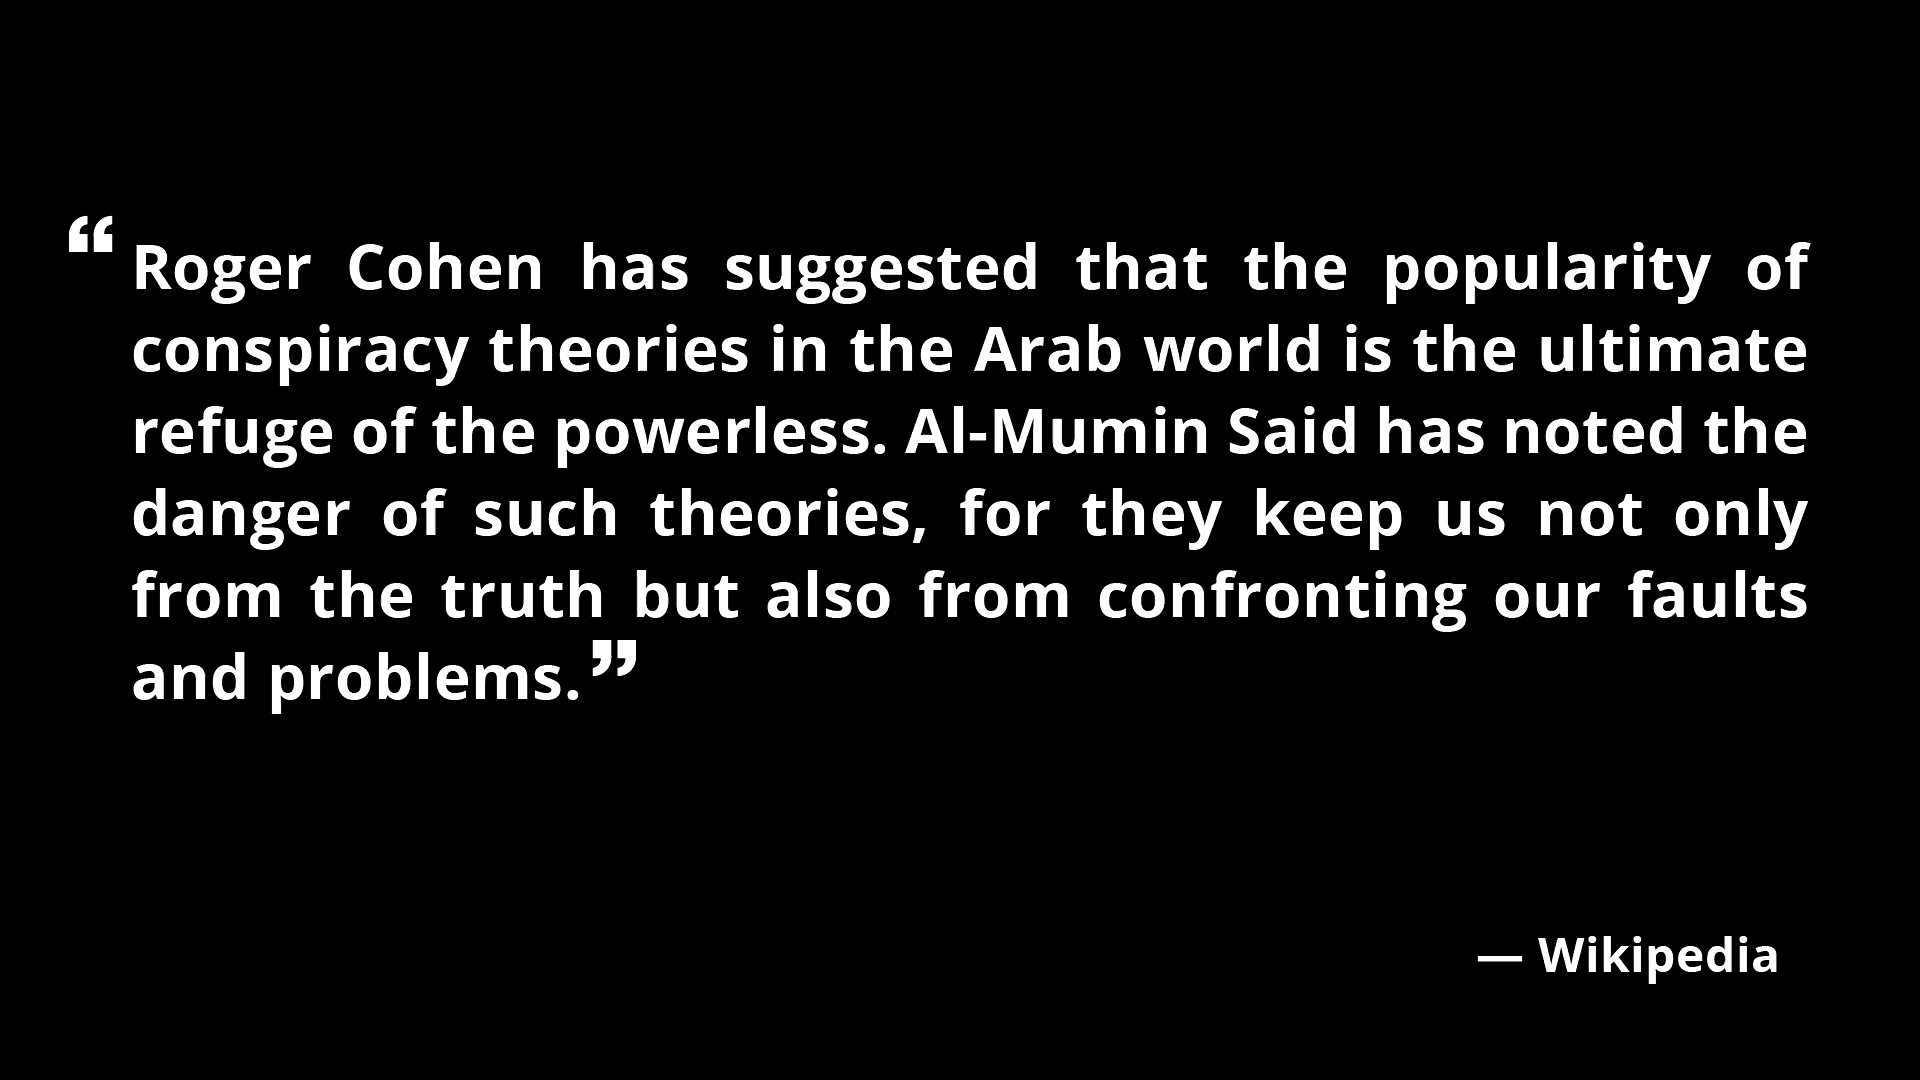 “Roger Cohen has suggested that the popularity of
conspiracy theories in the Arab world is the ultimate
refuge of the powerless. Al-Mumin Said has noted the
danger of such theories, for they keep us not only
from the truth but also from confronting our faults
and problems.”
— Wikipedia